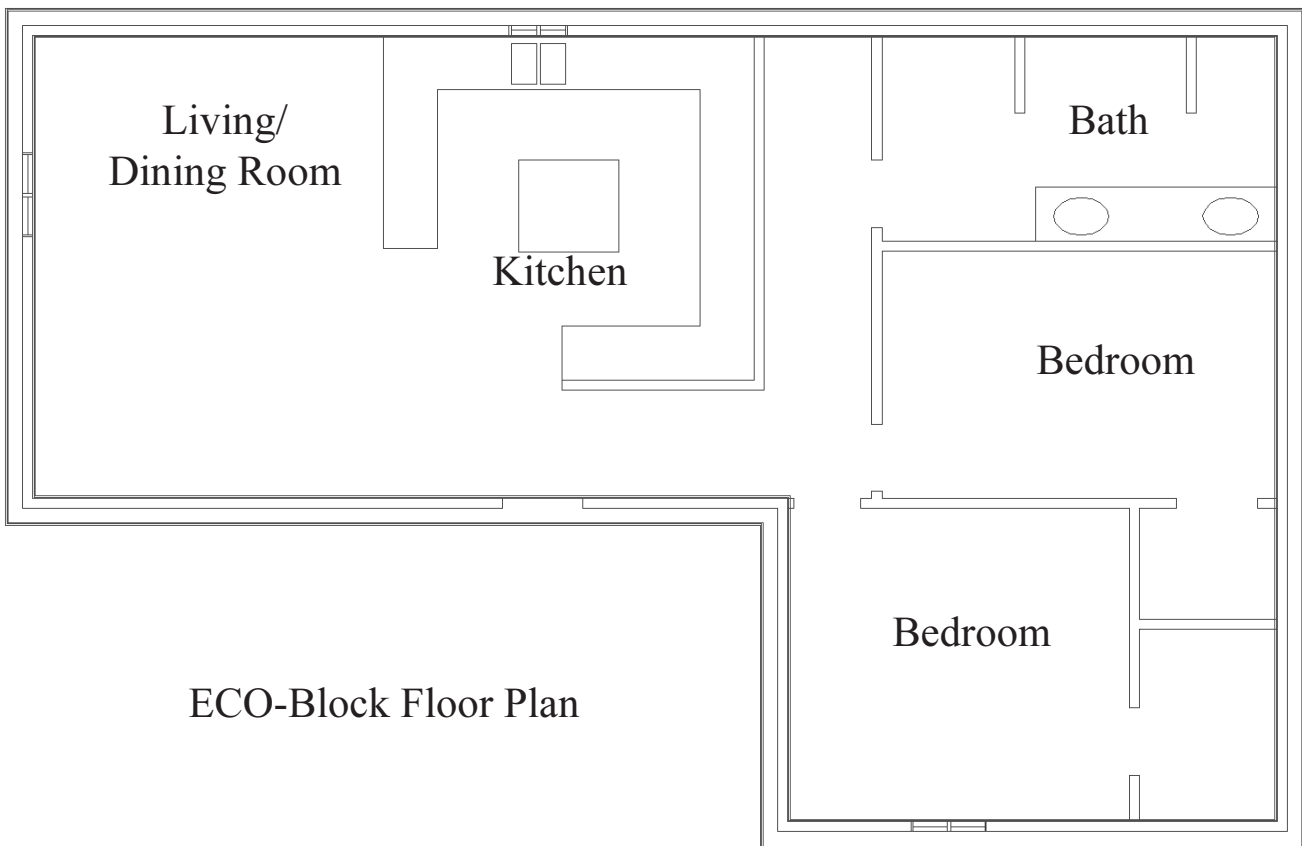 Living/
Dining Room
Bath
Kitchen
Bedroom
Bedroom
ECO-Block Floor Plan